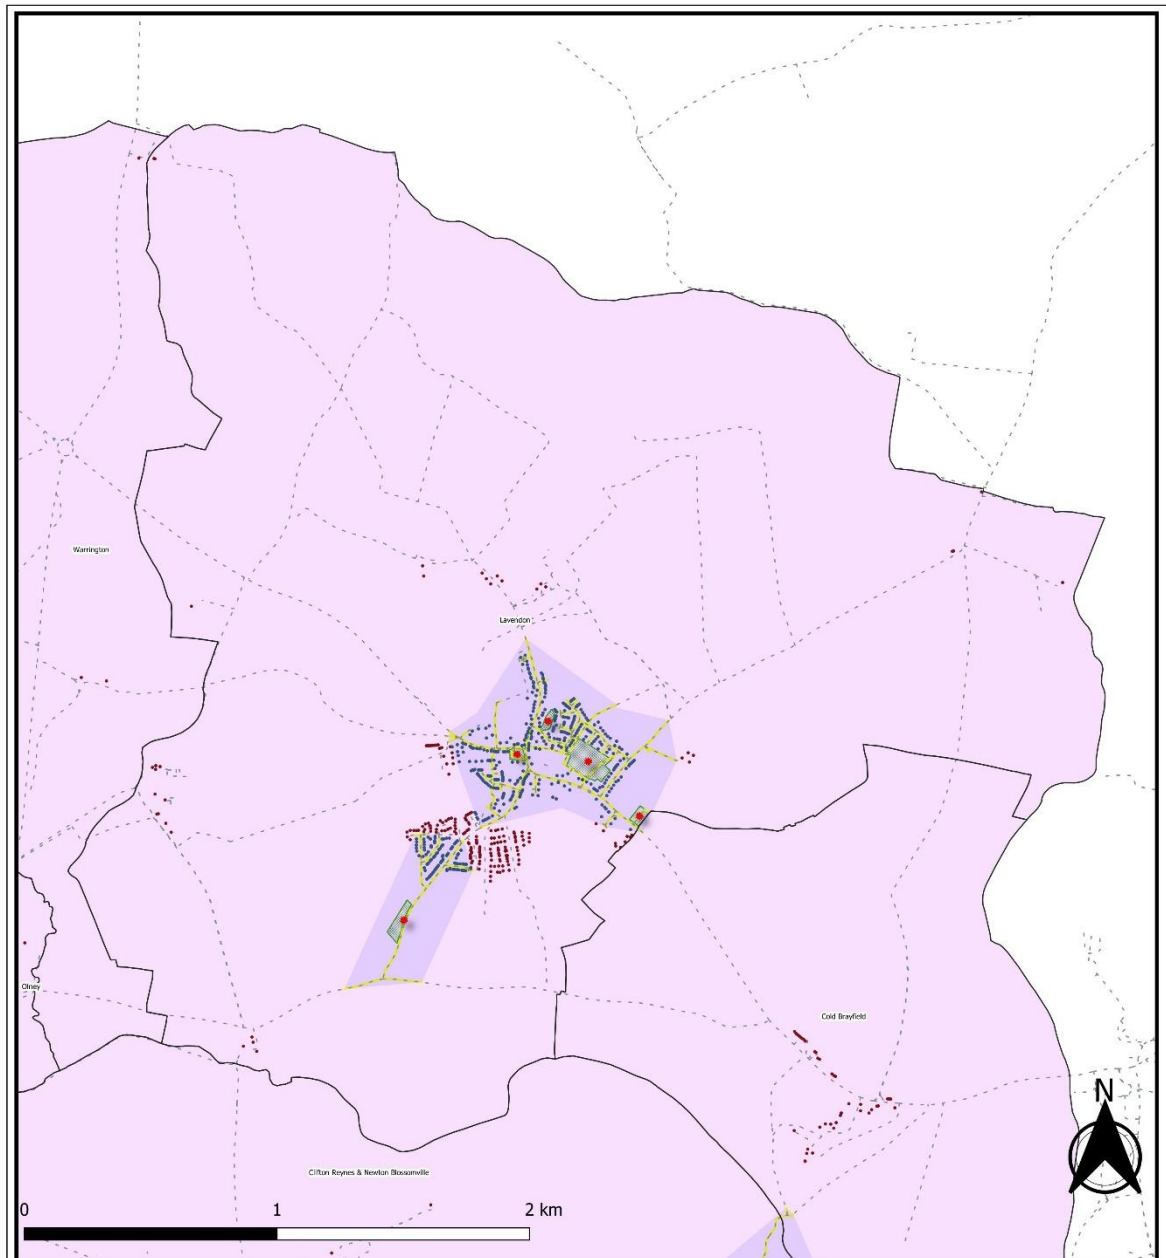 Warrington
Lavendon
Olney
Cold Brayfield
N
Clifton Reynes & Newton Blossomville
0 1 2 km